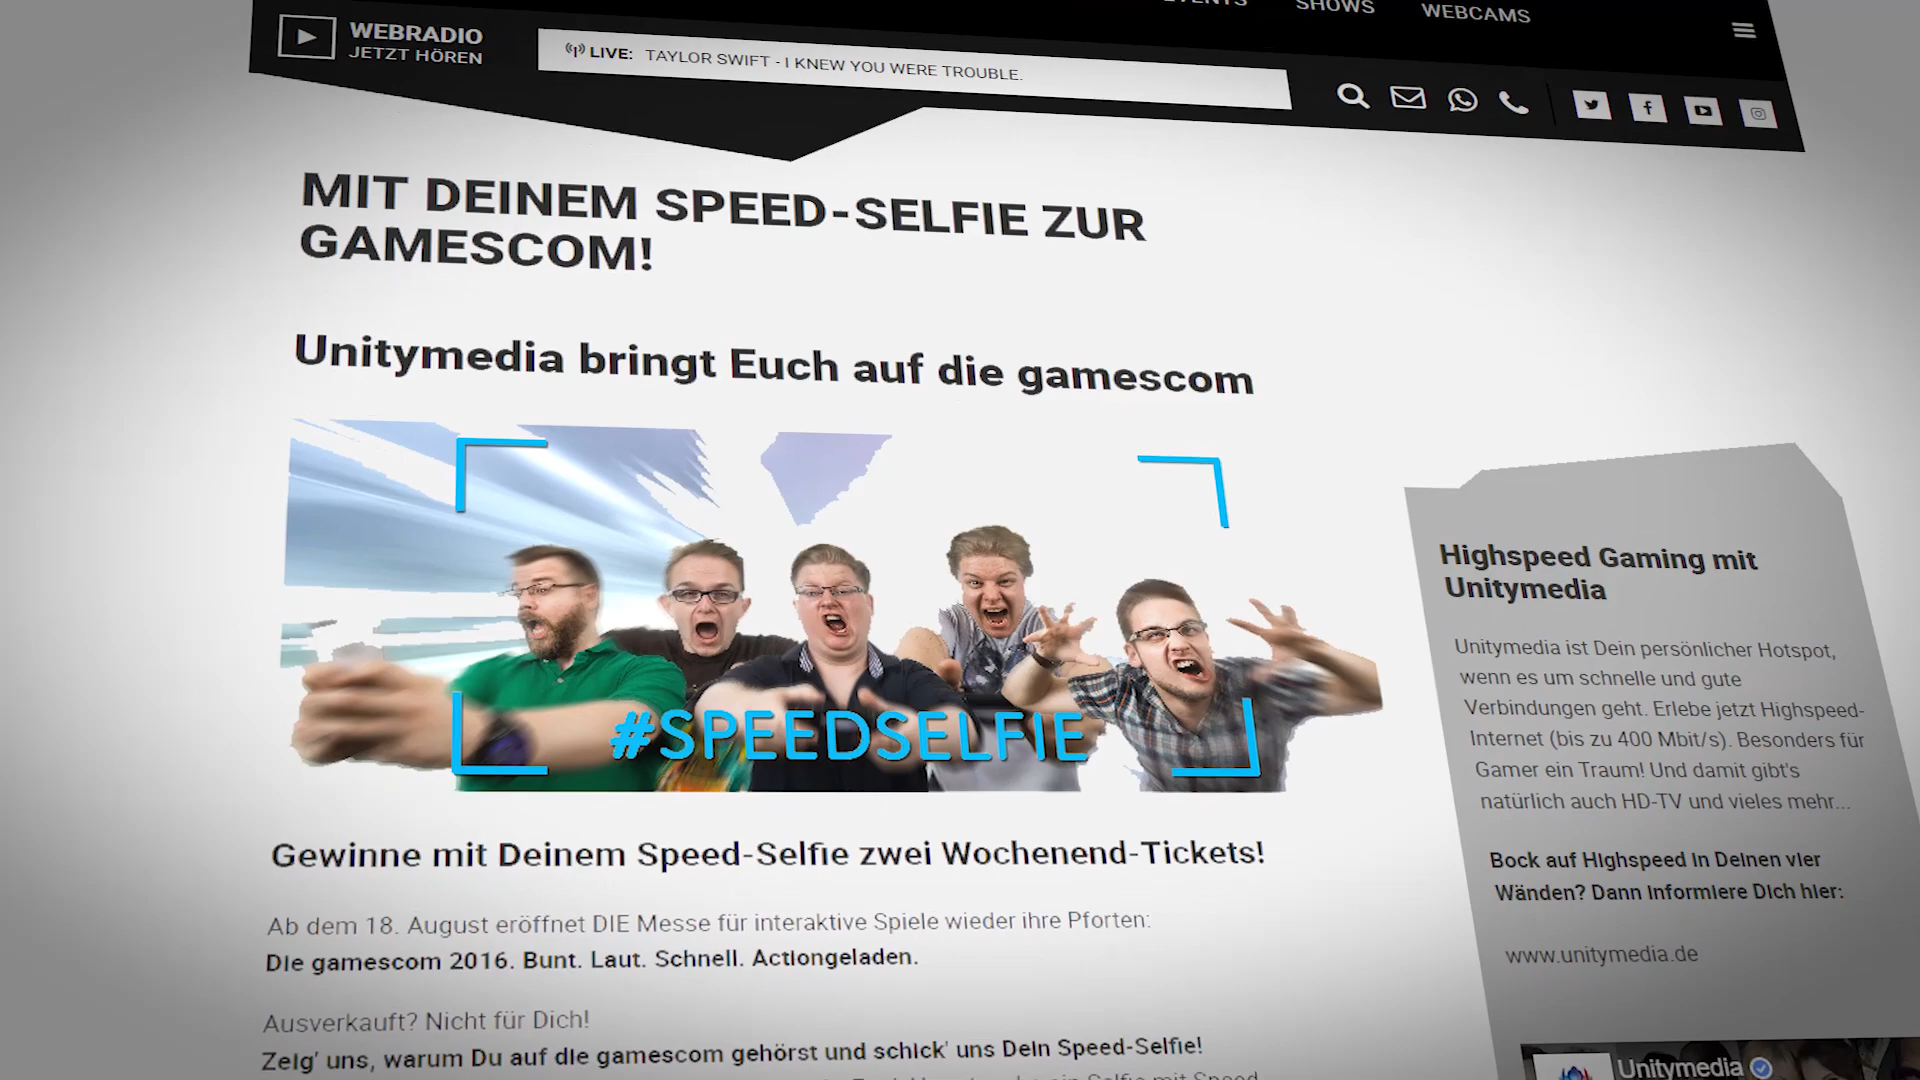 EVENTS
SHOWS
WEBCAMS
WEBRADIO
JETZT HÖREN
LIVE: TAYLOR SWIFT - I KNEW YOU WERE TROUBLE.
MIT DEINEM SPEED-SELFIE ZUR
GAMESCOM!
Unitymedia bringt Euch auf die gamescom
#SPEEDSELFIE
Gewinne mit Deinem Speed-Selfie zwei Wochenend-Tickets!
Ab dem 18. August eröffnet DIE Messe für interaktive Spiele wieder ihre Pforten:
Die gamescom 2016. Bunt. Laut. Schnell. Actiongeladen.
Ausverkauft? Nicht für Dich!
Zeig' uns, warum Du auf die gamescom gehörst und schick' uns Dein Speed-Selfie!
Highspeed Gaming mit
Unitymedia
Unitymedia ist Dein persönlicher Hotspot,
wenn es um schnelle und gute
Verbindungen geht. Erlebe jetzt Highspeed-
Internet (bis zu 400 Mbit/s). Besonders für
Gamer ein Traum! Und damit gibt's
natürlich auch HD-TV und vieles mehr...
Bock auf Highspeed in Deinen vier
Wänden? Dann informiere Dich hier:
www.unitymedia.de
Unitymedia